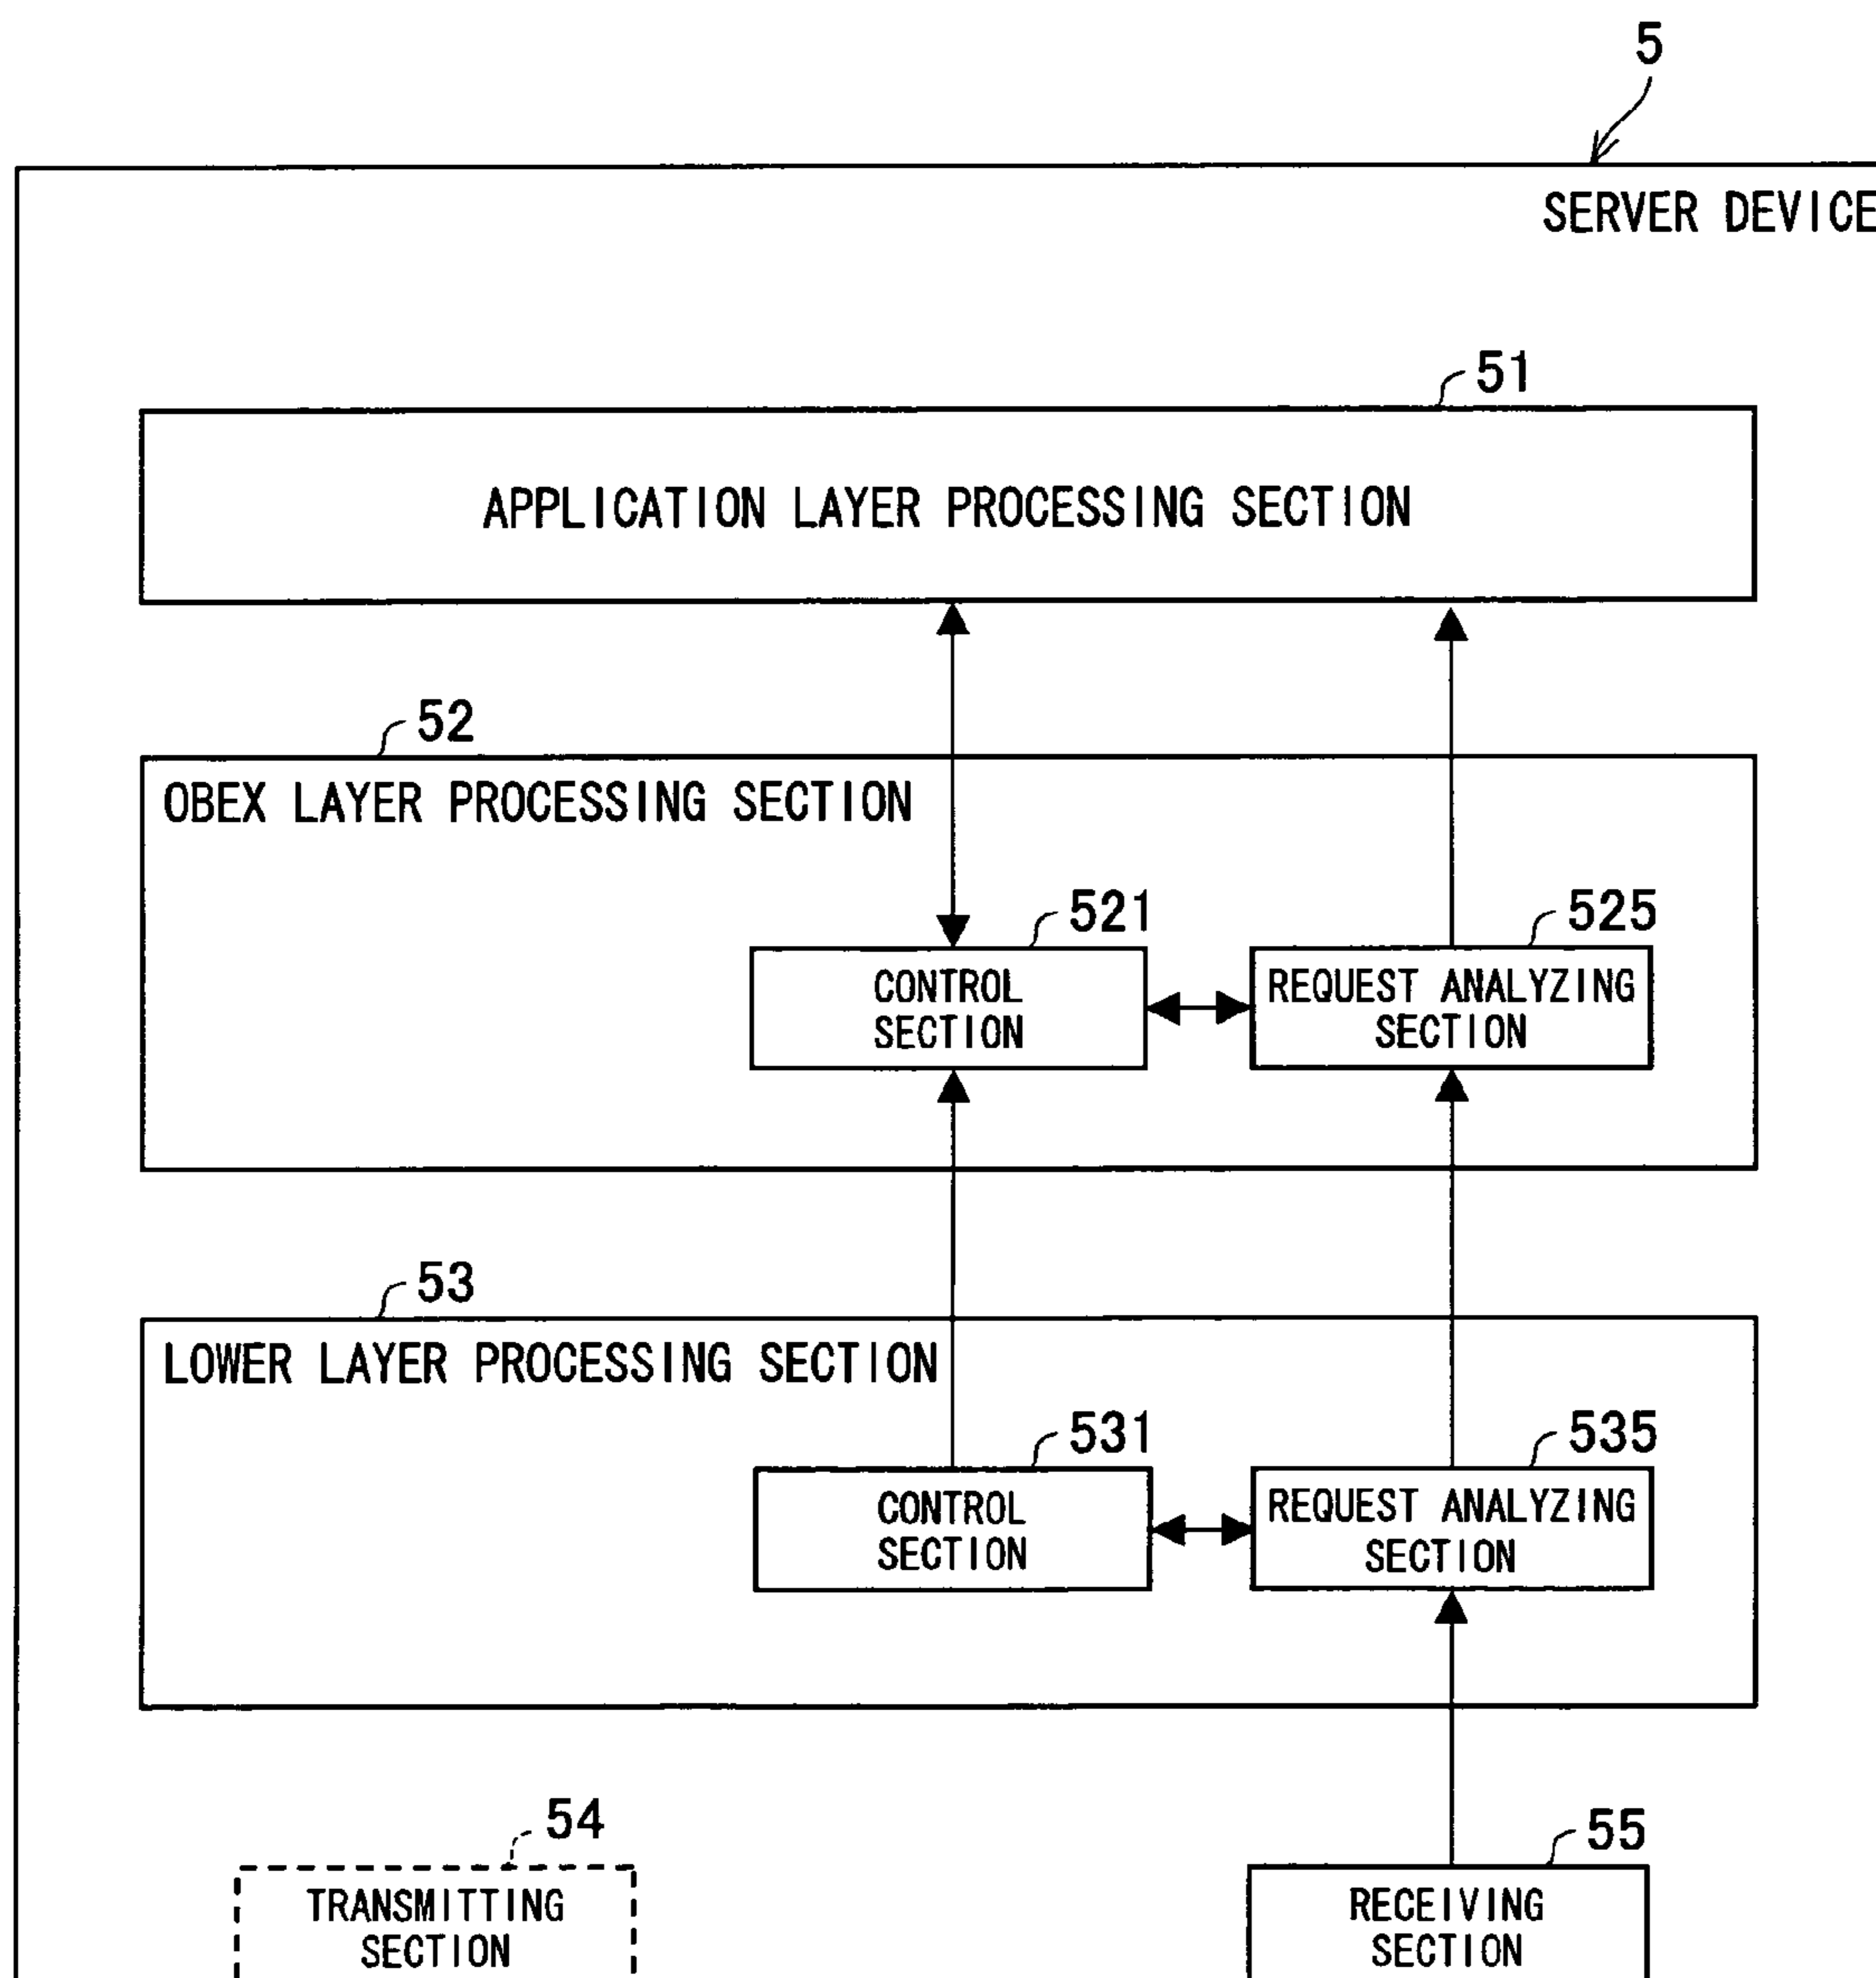 5
SERVER DEVICE
51
APPLICATION LAYER PROCESSING SECTION
52
OBEX LAYER PROCESSING SECTION
521
CONTROL
SECTION
525
REQUEST ANALYZING
SECTION
53
LOWER LAYER PROCESSING SECTION
531
CONTROL
SECTION
535
REQUEST ANALYZING
SECTION
54
TRANSMITTING
SECTION
55
RECEIVING
SECTION